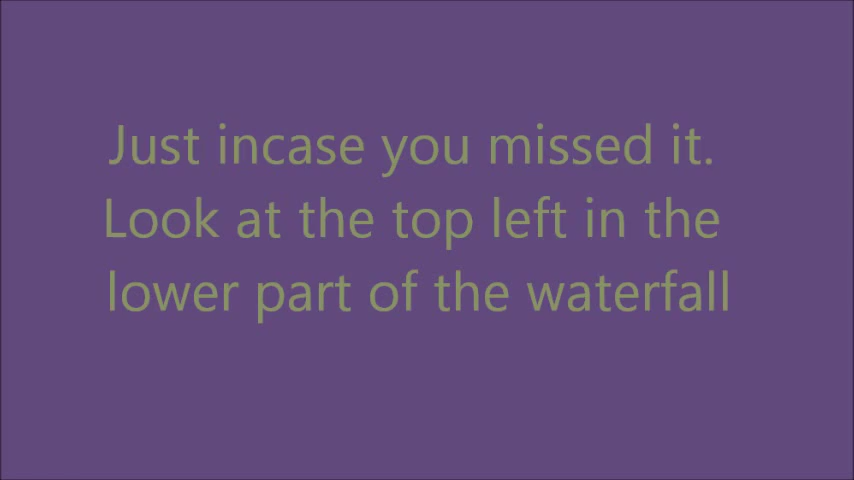 Just incase you missed it.
Look at the top left in the
lower part of the waterfall